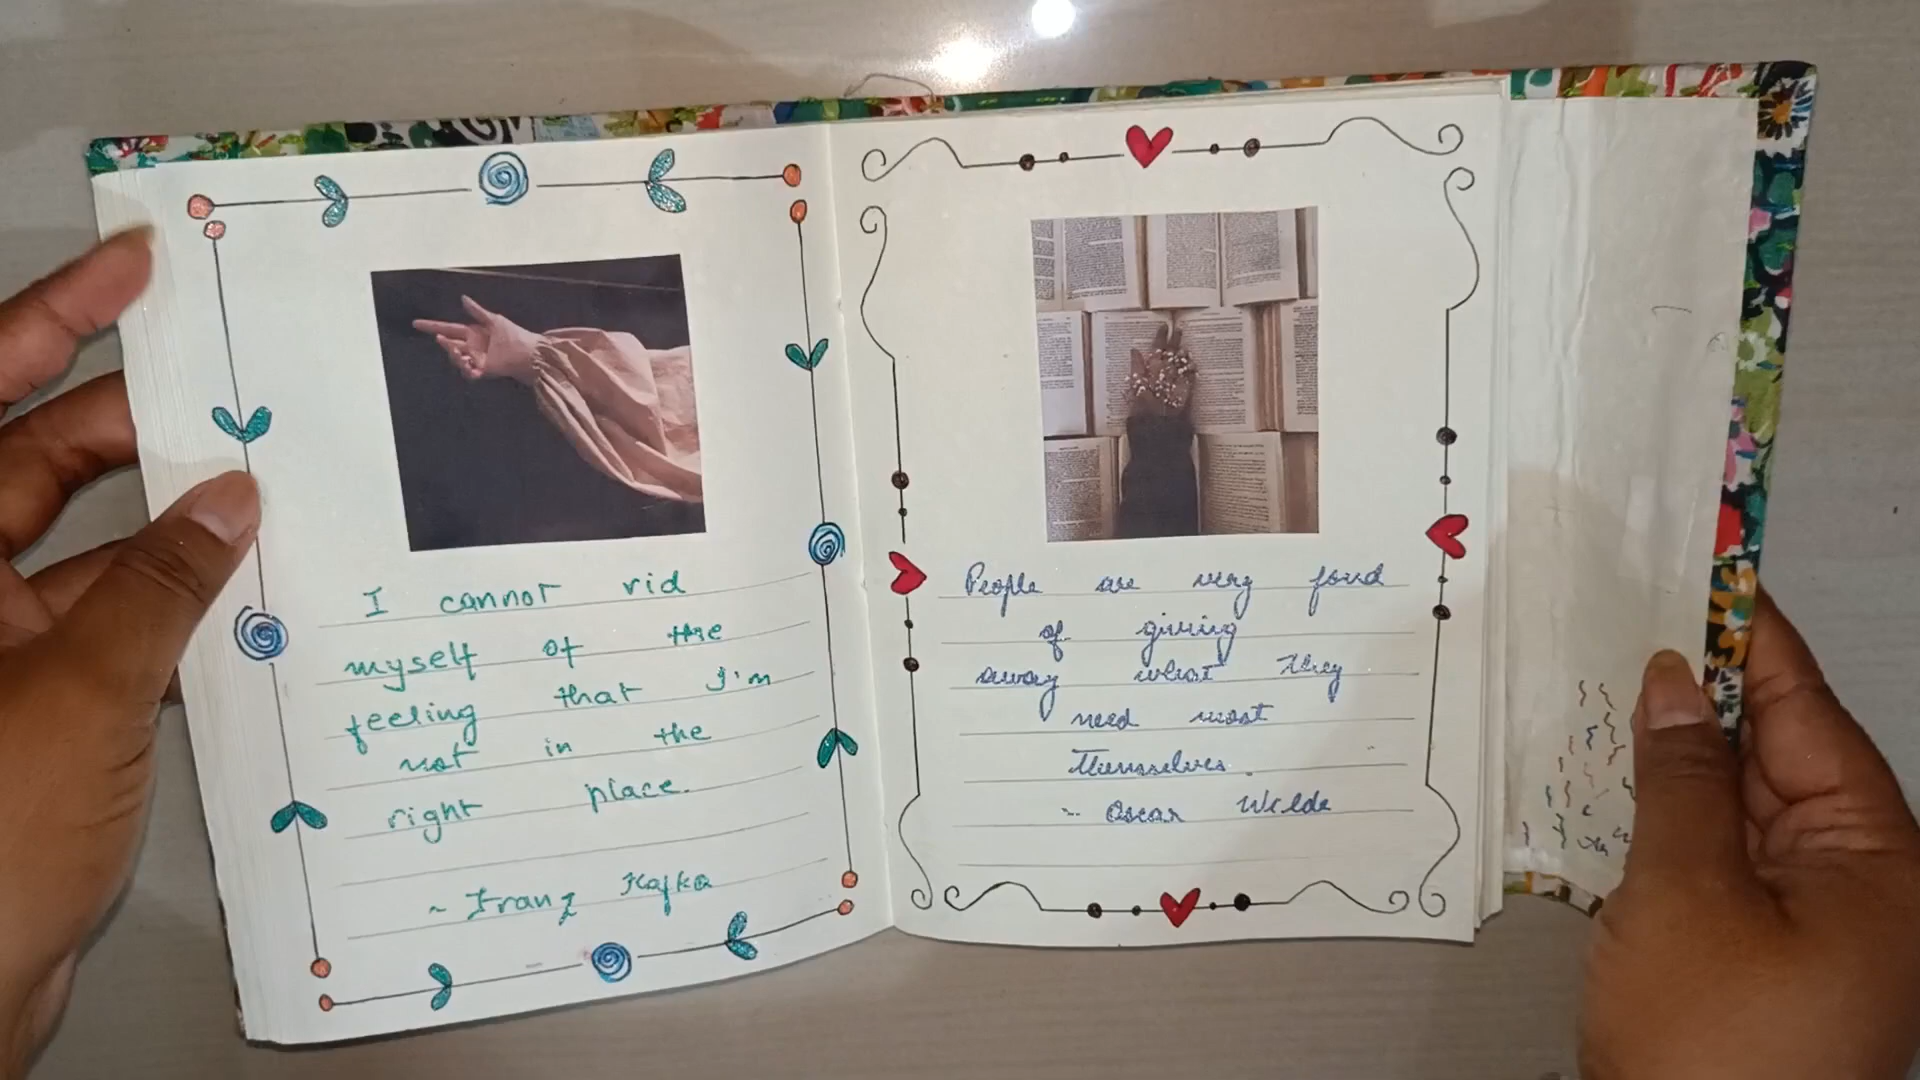 I cannot rid
myself of the
feeling that I'm
not in the
right place.
~ Franz Kafka
People are very fond
of giving
away what they
need most
themselves.
~ Oscar Wilde